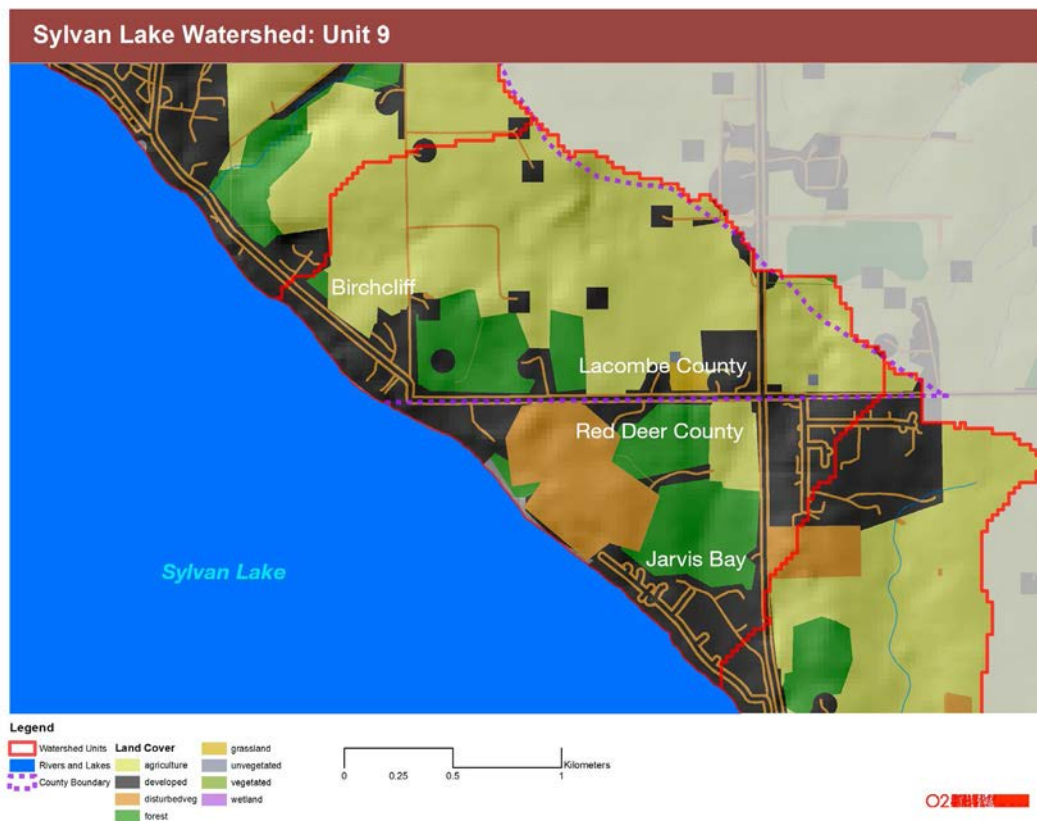 Sylvan Lake Watershed: Unit 9
Birchcliff
Lacombe County
Red Deer County
Jarvis Bay
Sylvan Lake
Legend
Watershed Units
Rivers and Lakes
County Boundary
Land Cover
agriculture
developed
disturbedveg
forest
grassland
unvegetated
vegetated
wetland
Kilometers
0 0.25 0.5 1
O2